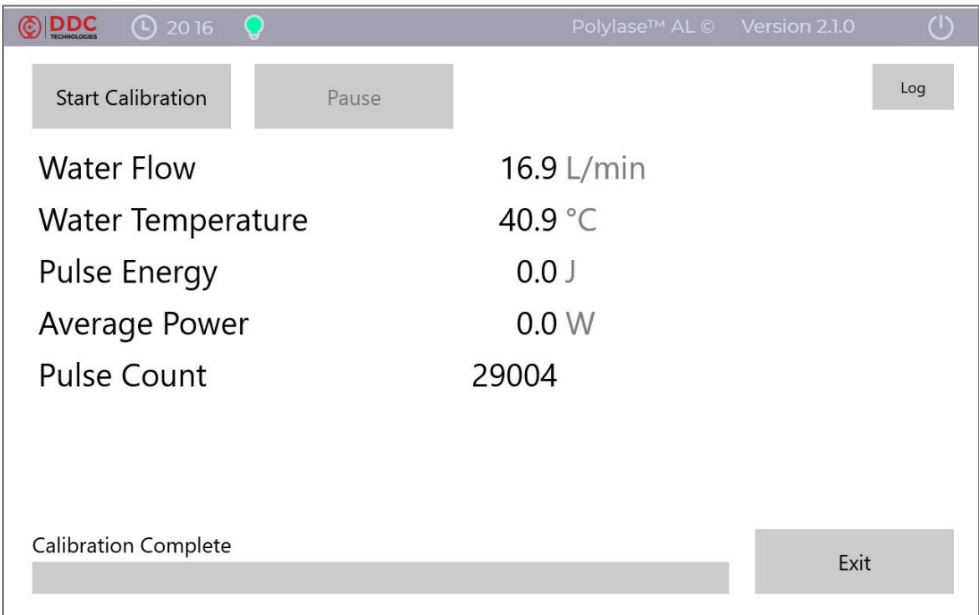 DDC TECHNOLOGIES 20 16 Polylase™ AL © Version 2.1.0
Start Calibration Pause Log
Water Flow 16.9 L/min
Water Temperature 40.9 °C
Pulse Energy 0.0 J
Average Power 0.0 W
Pulse Count 29004
Calibration Complete
Exit